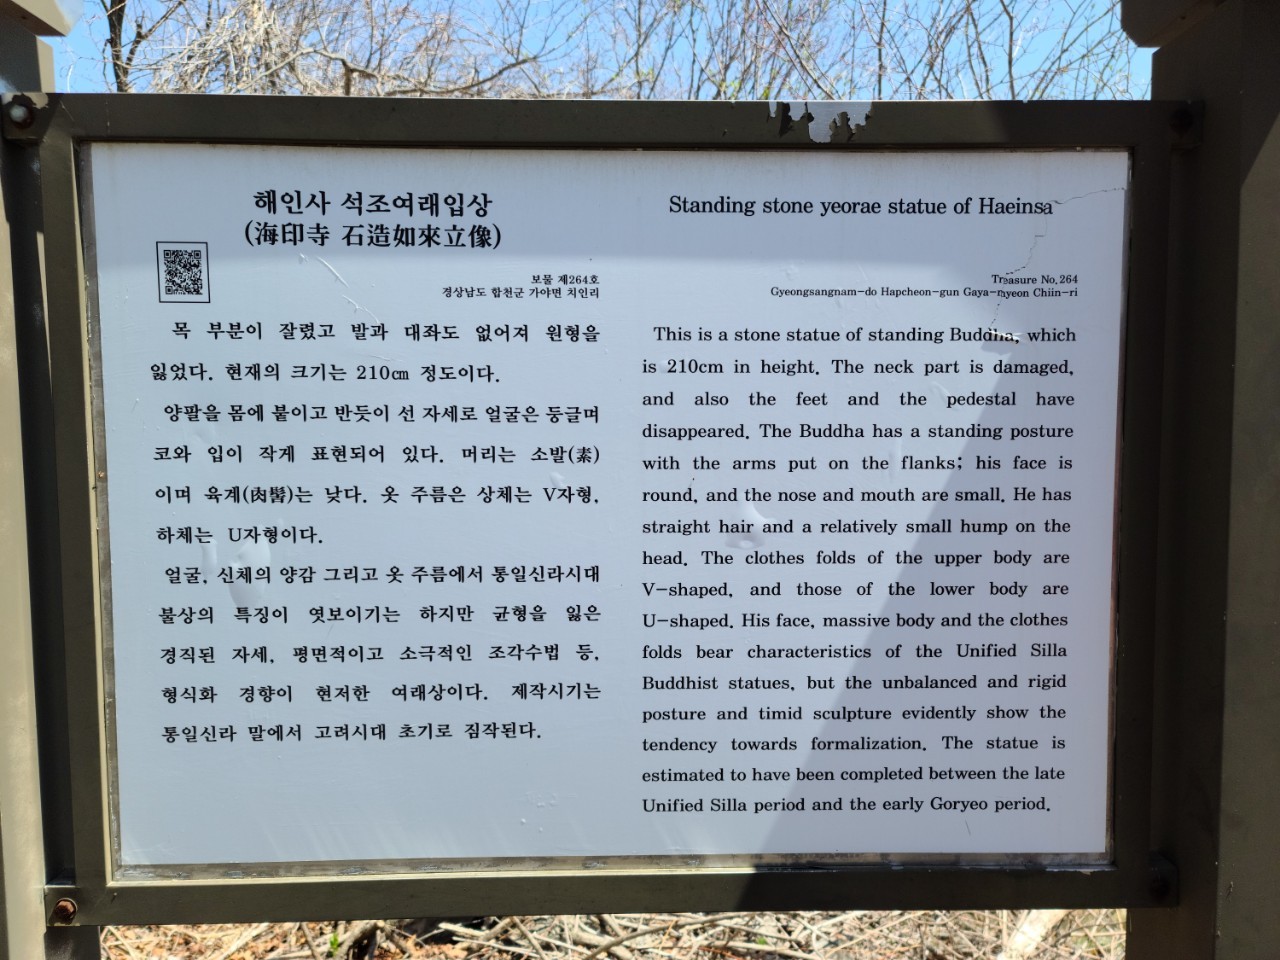 해인사 석조여래입상
(海印寺 石造如來立像)
보물 제264호
경상남도 합천군 가야면 치인리
목 부분이 잘렸고 발과 대좌도 없어져 원형을
잃었다. 현재의 크기는 210㎝ 정도이다.
양팔을 몸에 붙이고 반듯이 선 자세로 얼굴은 둥글며
코와 입이 작게 표현되어 있다. 머리는 소발(素)
이며 육계(肉髻)는 낮다. 옷 주름은 상체는 V자형,
하체는 U자형이다.
얼굴, 신체의 양감 그리고 옷 주름에서 통일신라시대
불상의 특징이 엿보이기는 하지만 균형을 잃은
경직된 자세, 평면적이고 소극적인 조각수법 등,
형식화 경향이 현저한 여래상이다. 제작시기는
통일신라 말에서 고려시대 초기로 짐작된다.
Standing stone yeorae statue of Haeinsa
Treasure No.264
Gyeongsangnam-do Hapcheon-gun Gaya-myeon Chiin-ri
This is a stone statue of standing Buddha, which
is 210cm in height. The neck part is damaged,
and also the feet and the pedestal have
disappeared. The Buddha has a standing posture
with the arms put on the flanks; his face is
round, and the nose and mouth are small. He has
straight hair and a relatively small hump on the
head. The clothes folds of the upper body are
V-shaped, and those of the lower body are
U-shaped. His face, massive body and the clothes
folds bear characteristics of the Unified Silla
Buddhist statues, but the unbalanced and rigid
posture and timid sculpture evidently show the
tendency towards formalization. The statue is
estimated to have been completed between the late
Unified Silla period and the early Goryeo period.